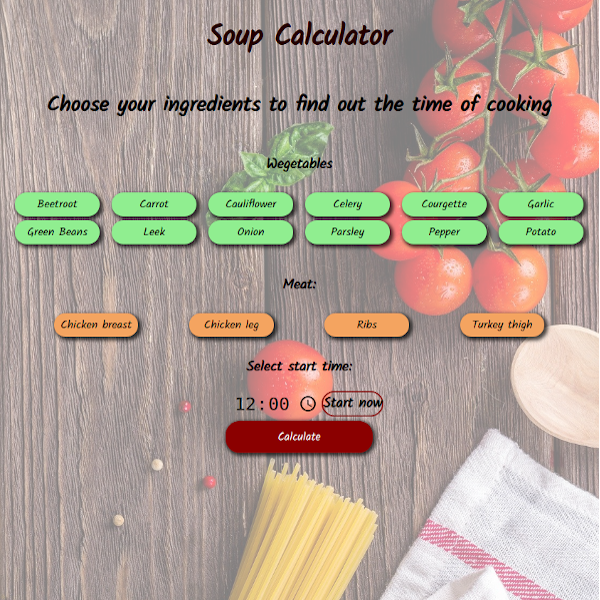 Soup Calculator
Choose your ingredients to find out the time of cooking
Wegetables
Beetroot Carrot Cauliflower Celery Courgette Garlic
Green Beans Leek Onion Parsley Pepper Potato
Meat:
Chicken breast Chicken leg Ribs Turkey thigh
Select start time:
12:00 Start now
Calculate